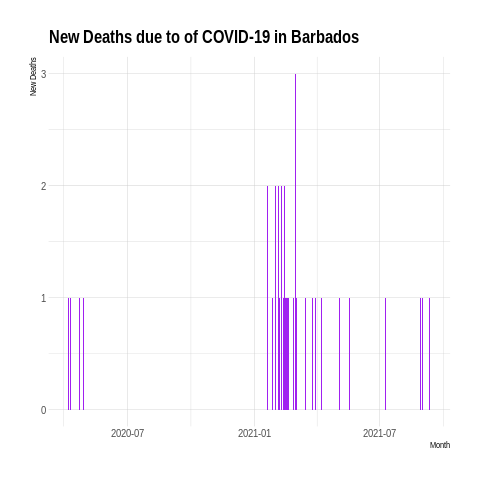 New Deaths due to of COVID-19 in Barbados
New Deaths
3
2
1
0
2020-07 2021-01 2021-07
Month